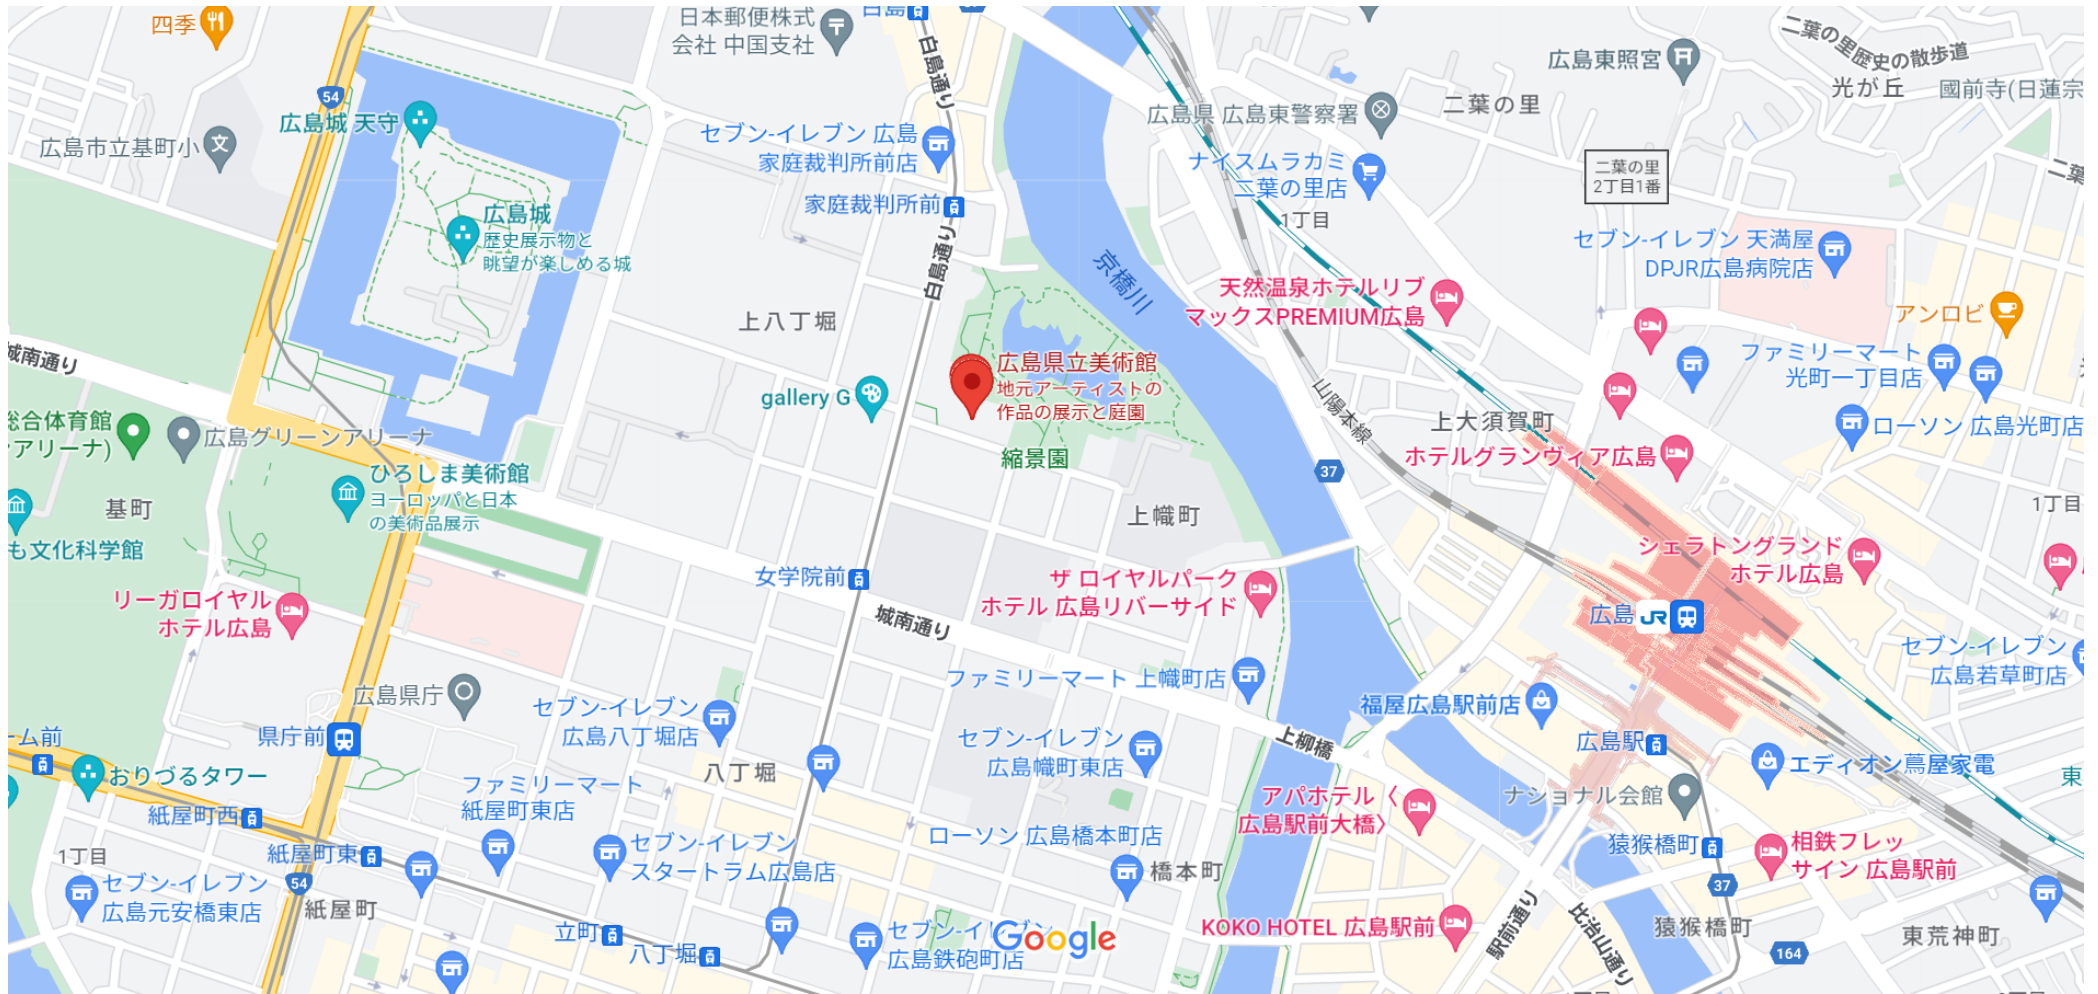 四季
日本郵便株式
会社 中国支社
白島
白島通り
54
広島城 天守
広島市立基町小
セブン-イレブン 広島
家庭裁判所前店
家庭裁判所前
白島通り
広島城
歴史展示物と
眺望が楽しめる城
上八丁堀
京橋川
広島東照宮
二葉の里歴史の散歩道
光が丘
國前寺(日蓮宗
広島県 広島東警察署
二葉の里
ナイスムラカミ
二葉の里店
二葉の里
2丁目1番
1丁目
セブン-イレブン 天満屋
DPJR広島病院店
天然温泉ホテルリブ
マックスPREMIUM広島
アンロビ
ファミリーマート
光町一丁目店
ローソン 広島光町店
城南通り
gallery G
広島県立美術館
地元アーティストの
作品の展示と庭園
縮景園
山陽本線
上大須賀町
ホテルグランヴィア広島
37
総合体育館
アリーナ)
広島グリーンアリーナ
ひろしま美術館
ヨーロッパと日本
の美術品展示
基町
も文化科学館
上幟町
1丁目
シェラトングランド
ホテル広島
女学院前
ザ ロイヤルパーク
ホテル 広島リバーサイド
リーガロイヤル
ホテル広島
城南通り
広島
JR
セブン-イレブン
広島若草町店
広島県庁
ファミリーマート 上幟町店
福屋広島駅前店
セブン-イレブン
広島八丁堀店
県庁前
ーム前
セブン-イレブン
広島幟町東店
上柳橋
広島駅
エディオン蔦屋家電
おりづるタワー
八丁堀
ファミリーマート
紙屋町東店
アパホテル〈
広島駅前大橋〉
ナショナル会館
東
紙屋町西
紙屋町東
1丁目
セブン-イレブン
スタートラム広島店
ローソン 広島橋本町店
橋本町
猿猴橋町
相鉄フレッ
サイン 広島駅前
セブン-イレブン
広島元安橋東店
54
紙屋町
37
立町
八丁堀
セブン-イレブン
広島鉄砲町店
Google
KOKO HOTEL 広島駅前
駅前通り
比治山通り
猿猴橋町
164
東荒神町